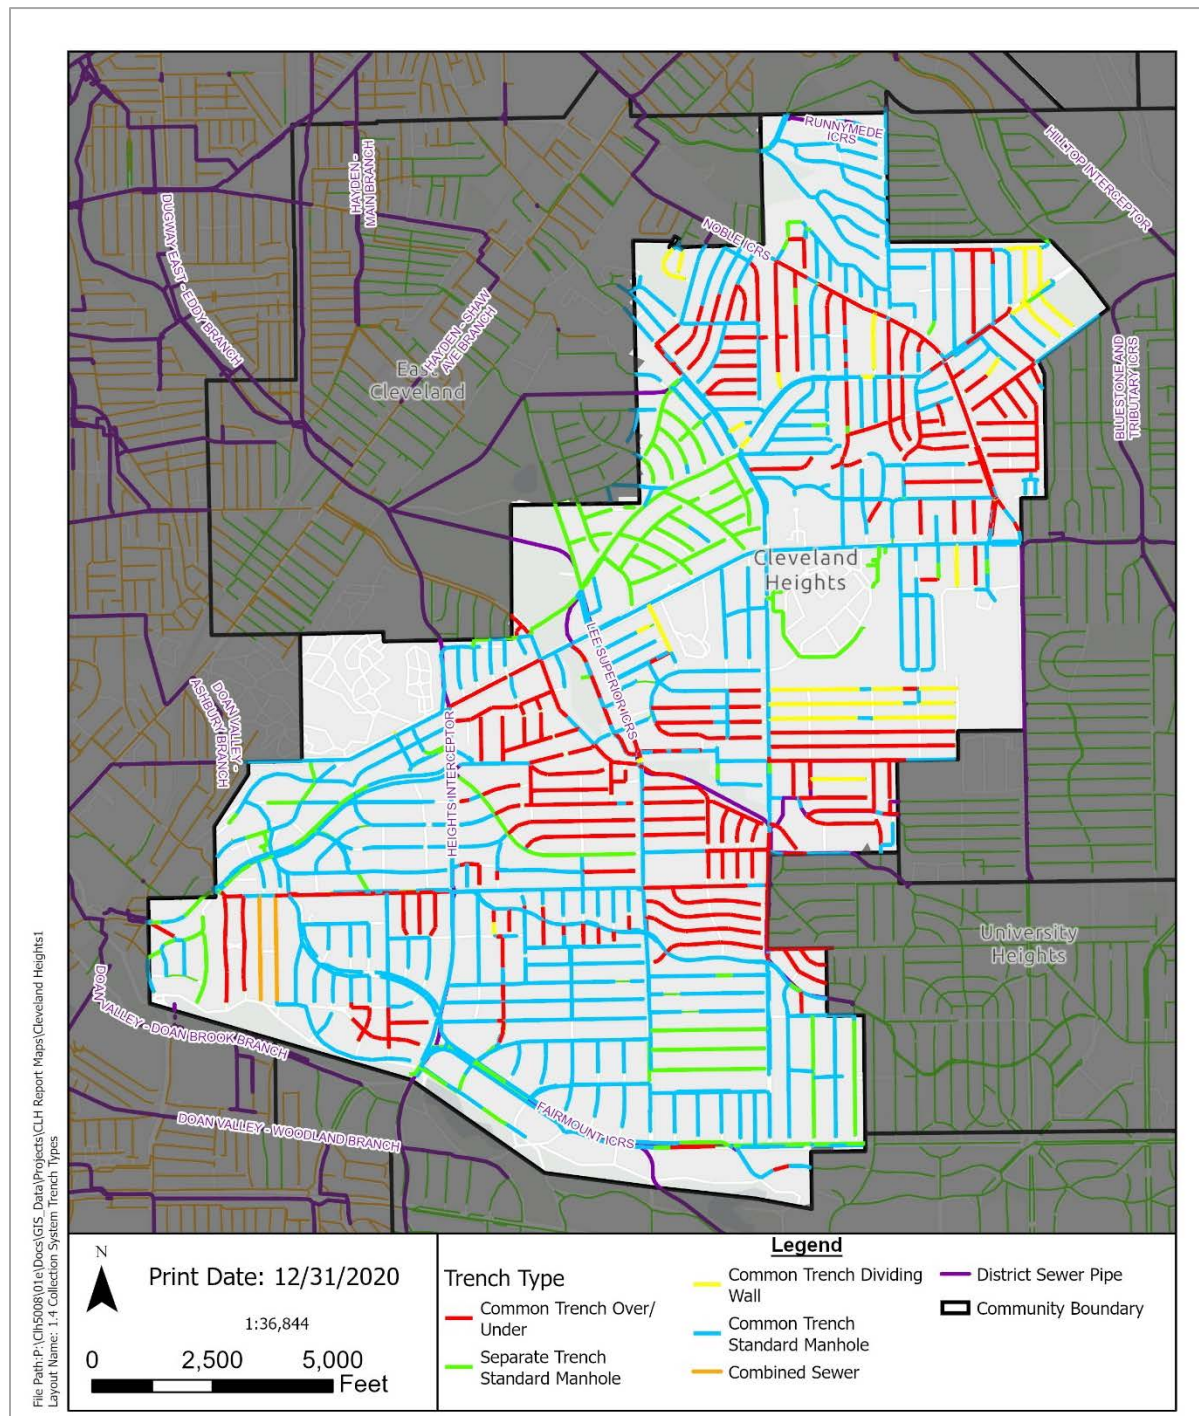 RUNNYMEDE
ICRS
HILLTOP INTERCEPTOR
HAYDEN -
MAIN BRANCH
DUGWAY EAST - EDDY BRANCH
NOBLE ICRS
HAYDEN - SHAW
AVE BRANCH
East
Cleveland
BLUESTONE AND
TRIBUTARY ICRS
Cleveland
Heights
LEE SUPERIOR ICRS
DOAN VALLEY -
ASHBURY BRANCH
HEIGHTS INTERCEPTOR
University
Heights
DOAN VALLEY - DOAN BROOK BRANCH
FAIRMOUNT ICRS
DOAN VALLEY - WOODLAND BRANCH
File Path:P:\Clh5008\01e\Docs\GIS_Data\Projects\CLH Report Maps\Cleveland Heights1
Layout Name: 1.4 Collection System Trench Types
N
Print Date: 12/31/2020
1:36,844
0 2,500 5,000
Feet
Legend
Trench Type
Common Trench Over/
Under
Separate Trench
Standard Manhole
Common Trench Dividing
Wall
Common Trench
Standard Manhole
Combined Sewer
District Sewer Pipe
Community Boundary